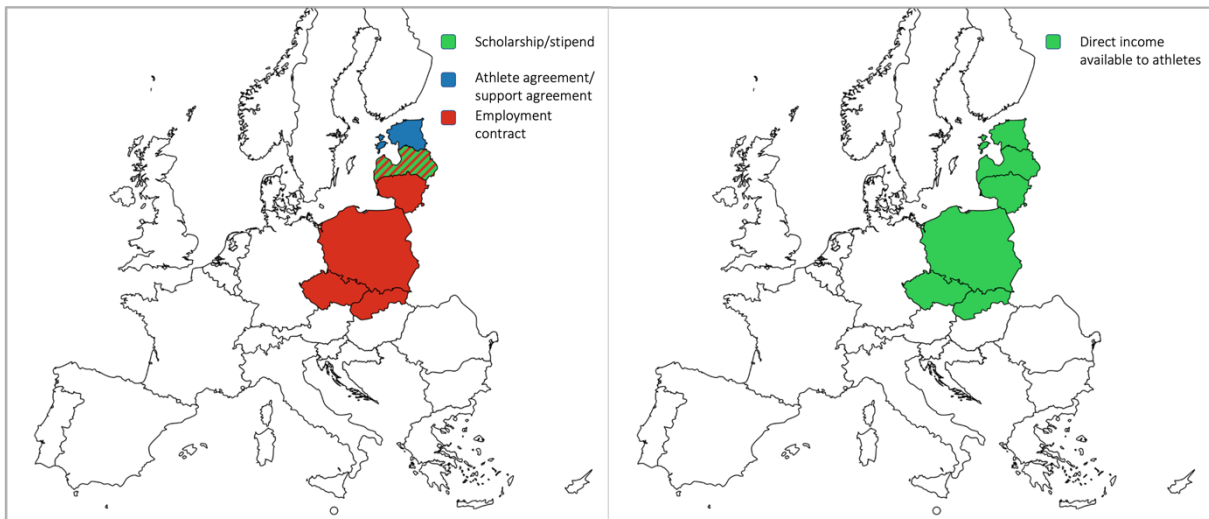 Scholarship/stipend
Athlete agreement/
support agreement
Employment
contract
Direct income
available to athletes